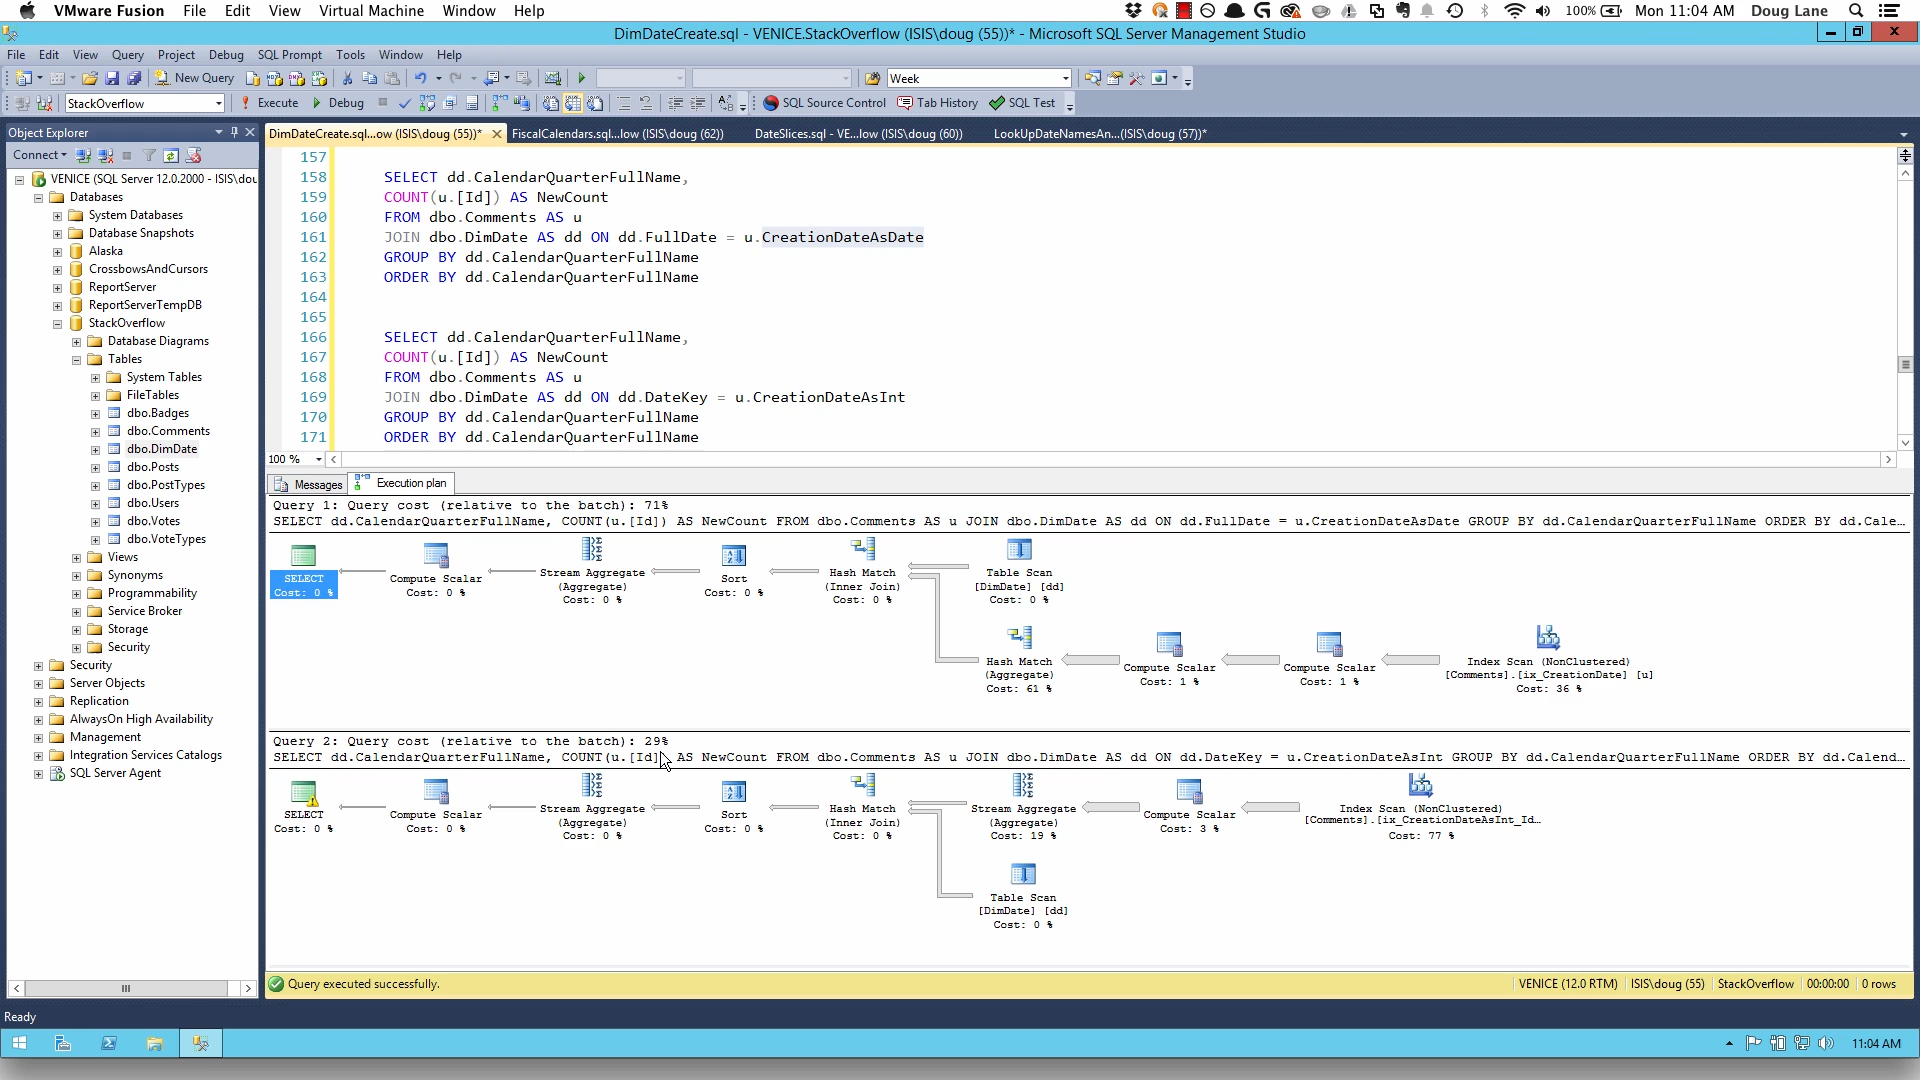 VMware Fusion File Edit View Virtual Machine Window Help 100% Mon 11:04 AM Doug Lane
DimDateCreate.sql - VENICE.StackOverflow (ISIS\doug (55))* - Microsoft SQL Server Management Studio
File Edit View Query Project Debug SQL Prompt Tools Window Help
New Query Week
StackOverflow Execute Debug SQL Source Control Tab History SQL Test
Object Explorer
DimDateCreate.sql...ow (ISIS\doug (55))* FiscalCalendars.sql...low (ISIS\doug (62)) DateSlices.sql - VE...low (ISIS\doug (60)) LookUpDateNamesAn...(ISIS\doug (57))*
Connect
VENICE (SQL Server 12.0.2000 - ISIS\dou
Databases
System Databases
Database Snapshots
Alaska
CrossbowsAndCursors
ReportServer
ReportServerTempDB
StackOverflow
Database Diagrams
Tables
System Tables
FileTables
dbo.Badges
dbo.Comments
dbo.DimDate
dbo.Posts
dbo.PostTypes
dbo.Users
dbo.Votes
dbo.VoteTypes
Views
Synonyms
Programmability
Service Broker
Storage
Security
Security
Server Objects
Replication
AlwaysOn High Availability
Management
Integration Services Catalogs
SQL Server Agent
157
158 SELECT dd.CalendarQuarterFullName,
159 COUNT(u.[Id]) AS NewCount
160 FROM dbo.Comments AS u
161 JOIN dbo.DimDate AS dd ON dd.FullDate = u.CreationDateAsDate
162 GROUP BY dd.CalendarQuarterFullName
163 ORDER BY dd.CalendarQuarterFullName
164
165
166 SELECT dd.CalendarQuarterFullName,
167 COUNT(u.[Id]) AS NewCount
168 FROM dbo.Comments AS u
169 JOIN dbo.DimDate AS dd ON dd.DateKey = u.CreationDateAsInt
170 GROUP BY dd.CalendarQuarterFullName
171 ORDER BY dd.CalendarQuarterFullName
100 %
Messages Execution plan
Query 1: Query cost (relative to the batch): 71%
SELECT dd.CalendarQuarterFullName, COUNT(u.[Id]) AS NewCount FROM dbo.Comments AS u JOIN dbo.DimDate AS dd ON dd.FullDate = u.CreationDateAsDate GROUP BY dd.CalendarQuarterFullName ORDER BY dd.Cale...
SELECT
Cost: 0 %
Compute Scalar
Cost: 0 %
Stream Aggregate
(Aggregate)
Cost: 0 %
Sort
Cost: 0 %
Hash Match
(Inner Join)
Cost: 0 %
Table Scan
[DimDate] [dd]
Cost: 0 %
Hash Match
(Aggregate)
Cost: 61 %
Compute Scalar
Cost: 1 %
Compute Scalar
Cost: 1 %
Index Scan (NonClustered)
[Comments].[ix_CreationDate] [u]
Cost: 36 %
Query 2: Query cost (relative to the batch): 29%
SELECT dd.CalendarQuarterFullName, COUNT(u.[Id]) AS NewCount FROM dbo.Comments AS u JOIN dbo.DimDate AS dd ON dd.DateKey = u.CreationDateAsInt GROUP BY dd.CalendarQuarterFullName ORDER BY dd.Calend...
SELECT
Cost: 0 %
Compute Scalar
Cost: 0 %
Stream Aggregate
(Aggregate)
Cost: 0 %
Sort
Cost: 0 %
Hash Match
(Inner Join)
Cost: 0 %
Stream Aggregate
(Aggregate)
Cost: 19 %
Compute Scalar
Cost: 3 %
Index Scan (NonClustered)
[Comments].[ix_CreationDateAsInt_Id...
Cost: 77 %
Table Scan
[DimDate] [dd]
Cost: 0 %
Query executed successfully. VENICE (12.0 RTM) ISIS\doug (55) StackOverflow 00:00:00 0 rows
Ready
11:04 AM